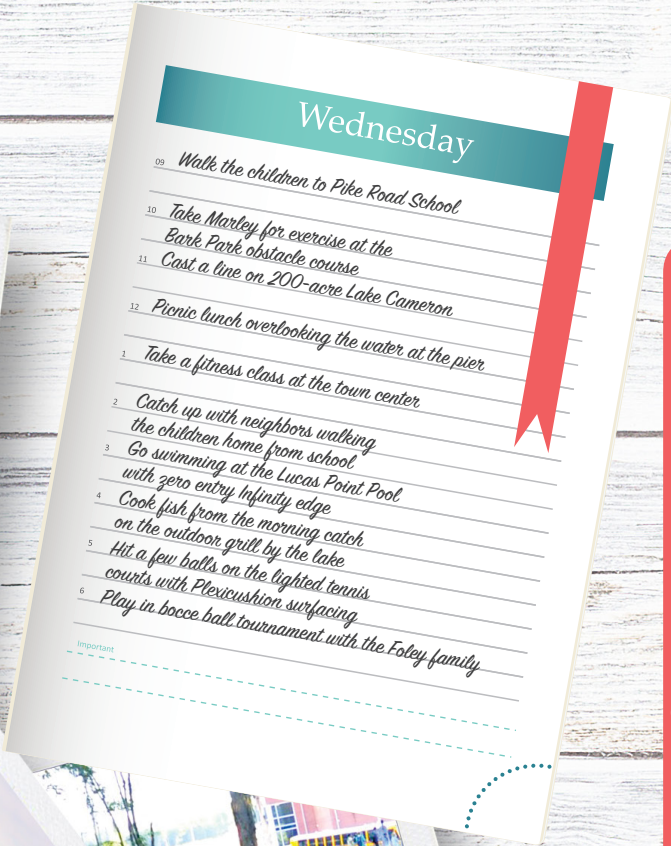 Wednesday
09 Walk the children to Pike Road School
10 Take Marley for exercise at the
Bark Park obstacle course
11 Cast a line on 200-acre Lake Cameron
12 Picnic lunch overlooking the water at the pier
1 Take a fitness class at the town center
2 Catch up with neighbors walking
the children home from school
3 Go swimming at the Lucas Point Pool
with zero entry Infinity edge
4 Cook fish from the morning catch
on the outdoor grill by the lake
5 Hit a few balls on the lighted tennis
courts with Plexicushion surfacing
6 Play in bocce ball tournament with the Foley family
Important